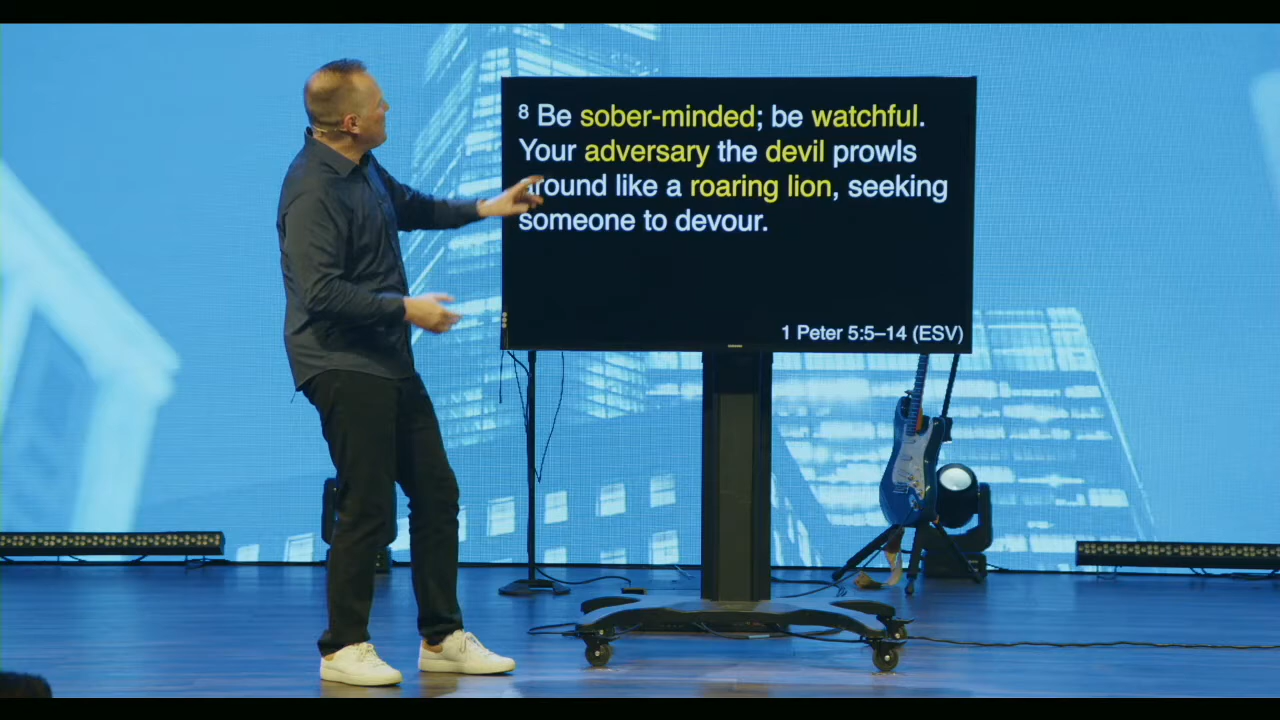 8 Be sober-minded; be watchful.
Your adversary the devil prowls
around like a roaring lion, seeking
someone to devour.
1 Peter 5:5–14 (ESV)